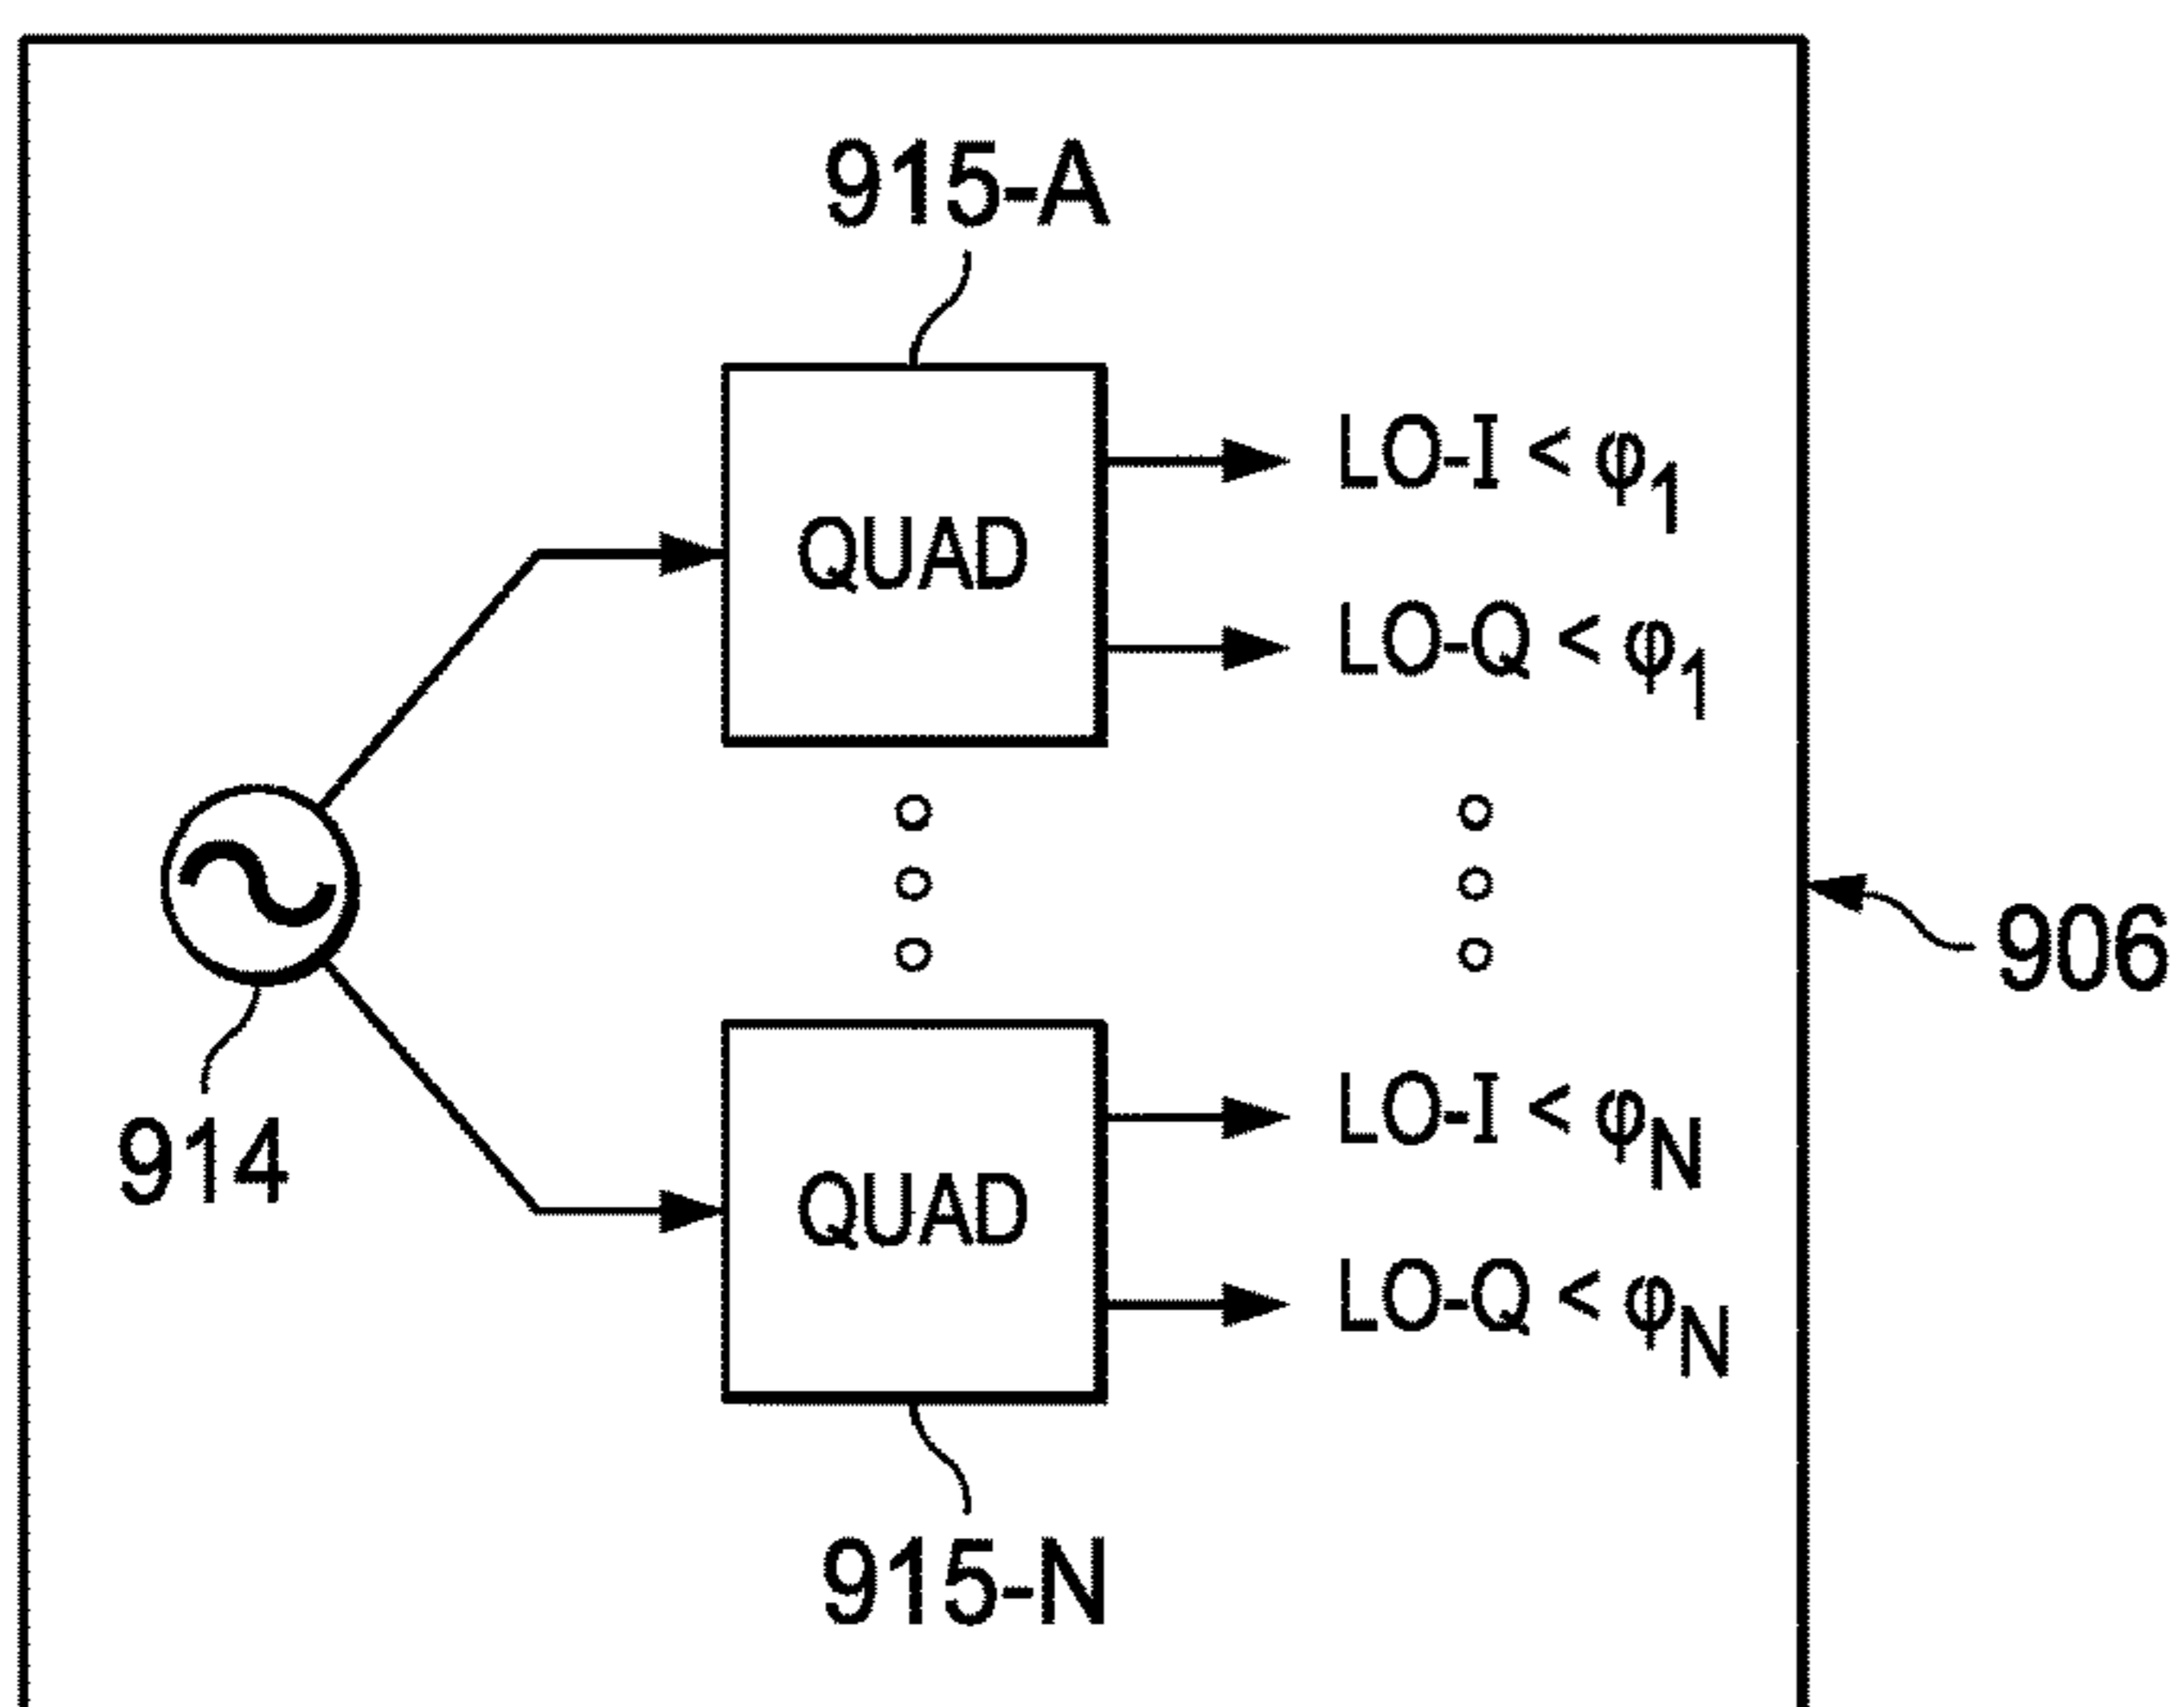 915-A
LO-I < φ1
QUAD
LO-Q < φ1
906
914
LO-I < φN
QUAD
LO-Q < φN
915-N